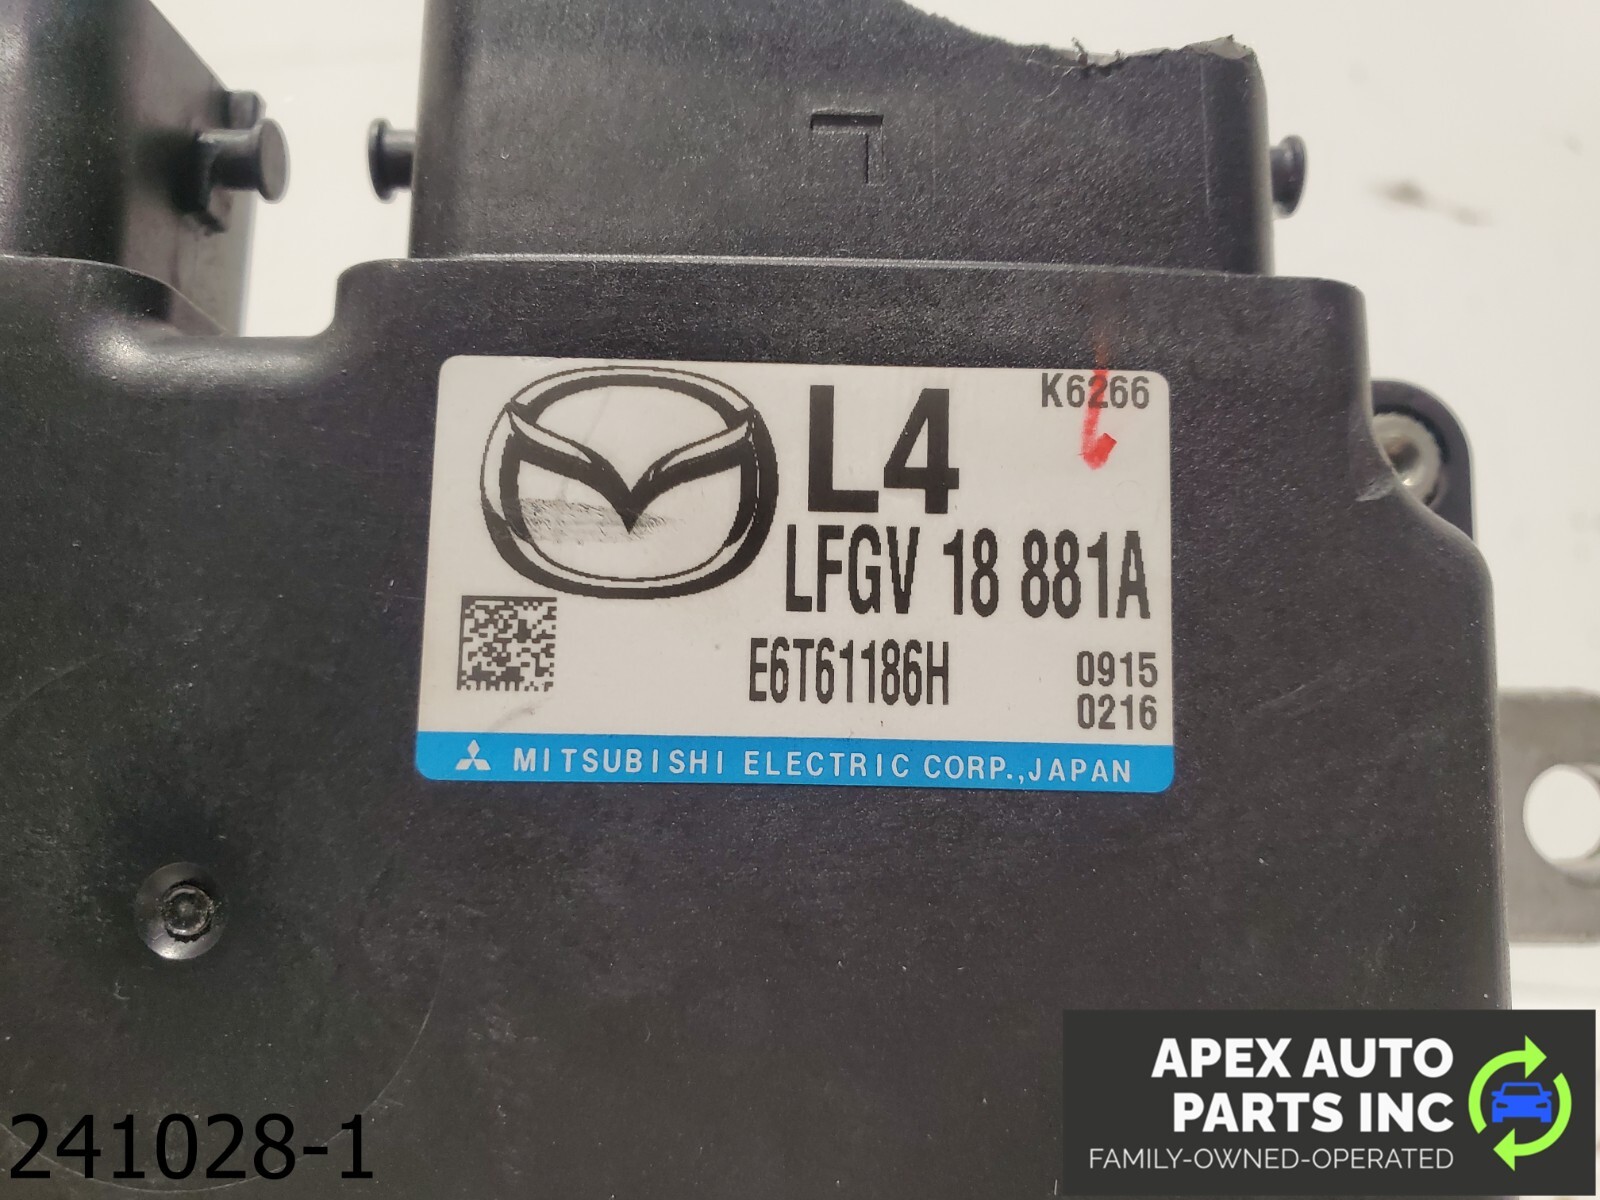 L4
K6266
LFGV 18 881A
E6T61186H
0915
0216
MITSUBISHI ELECTRIC CORP.,JAPAN
241028-1
APEX AUTO
PARTS INC
FAMILY-OWNED-OPERATED